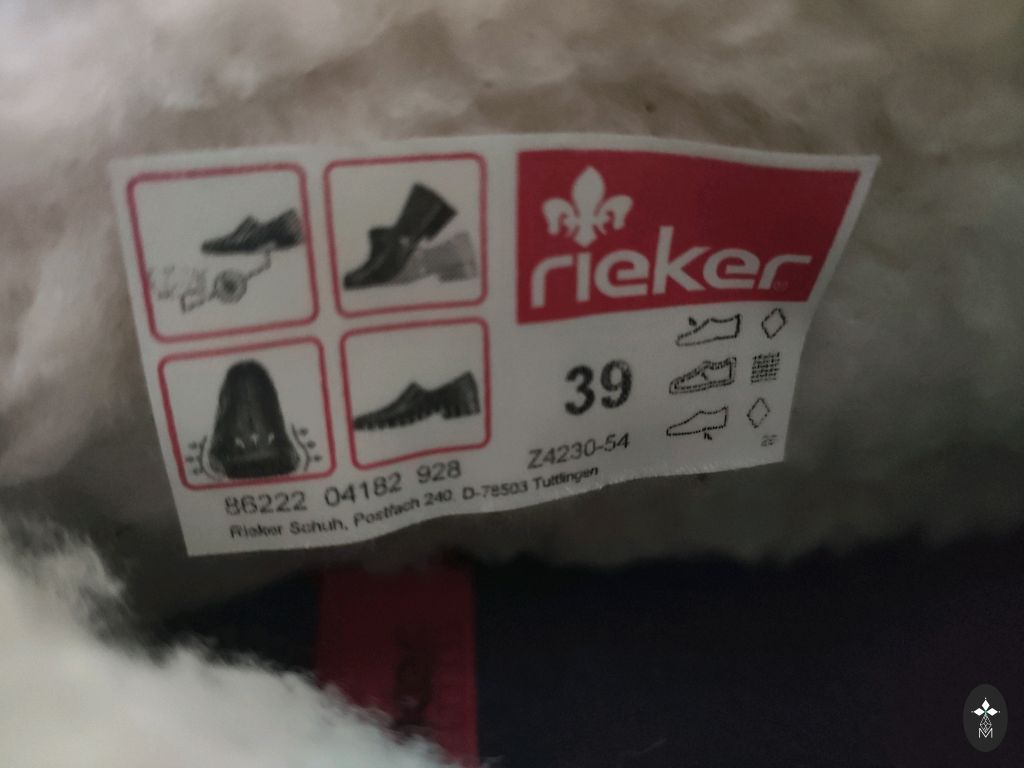 rieker
39
Z4230-54
86222 04182 928
Rieker Schuh, Postfach 240, D-78503 Tuttlingen
M